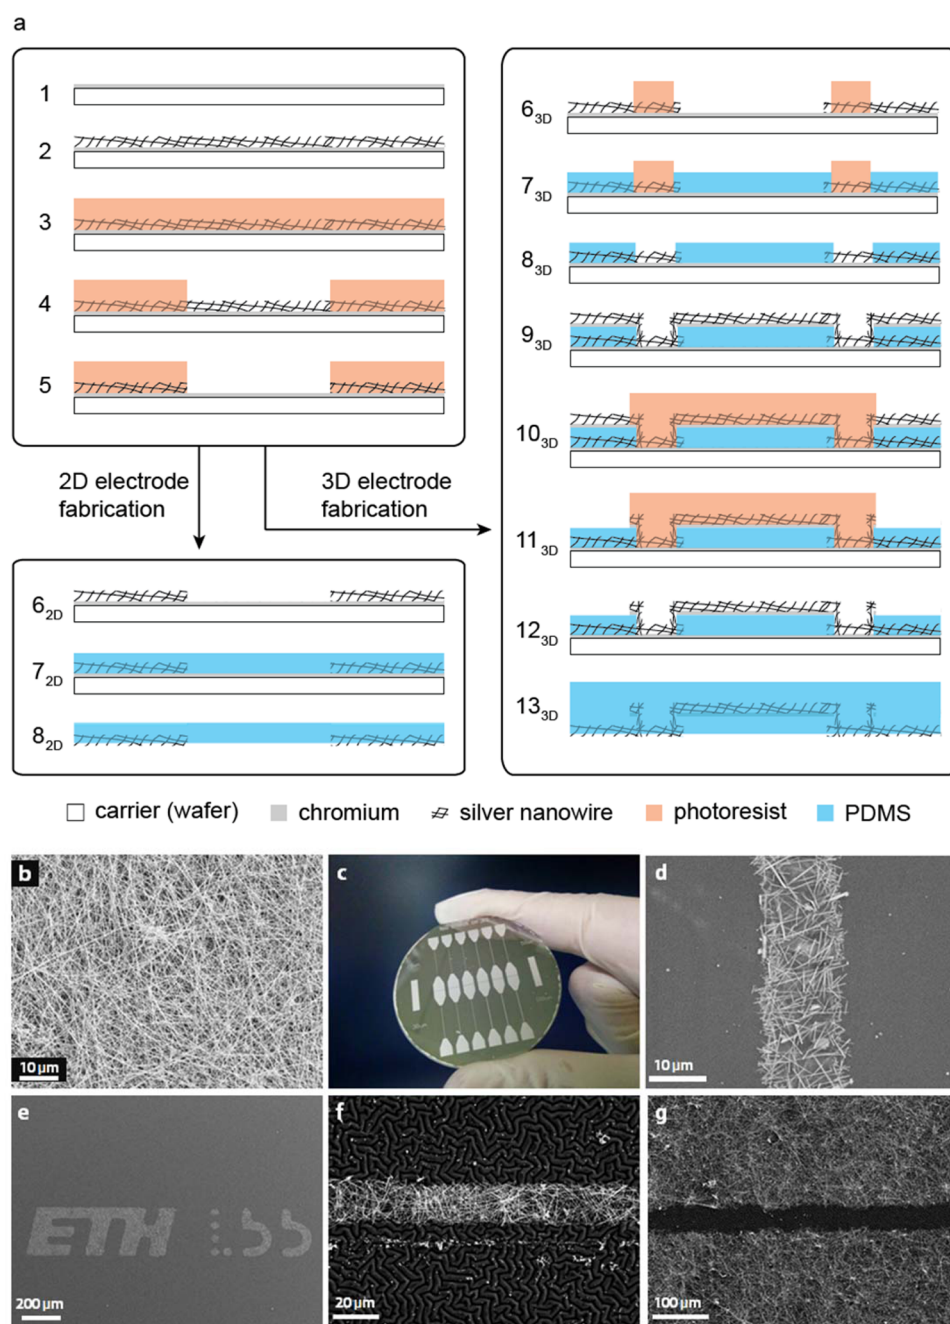 a
1
2
3
4
5
2D electrode
fabrication
3D electrode
fabrication
6 2D
7 2D
8 2D
6 3D
7 3D
8 3D
9 3D
10 3D
11 3D
12 3D
13 3D
carrier (wafer) chromium silver nanowire photoresist PDMS
b
10 µm
c
d
10 µm
e
ETH LSS
200 µm
f
20 µm
g
100 µm